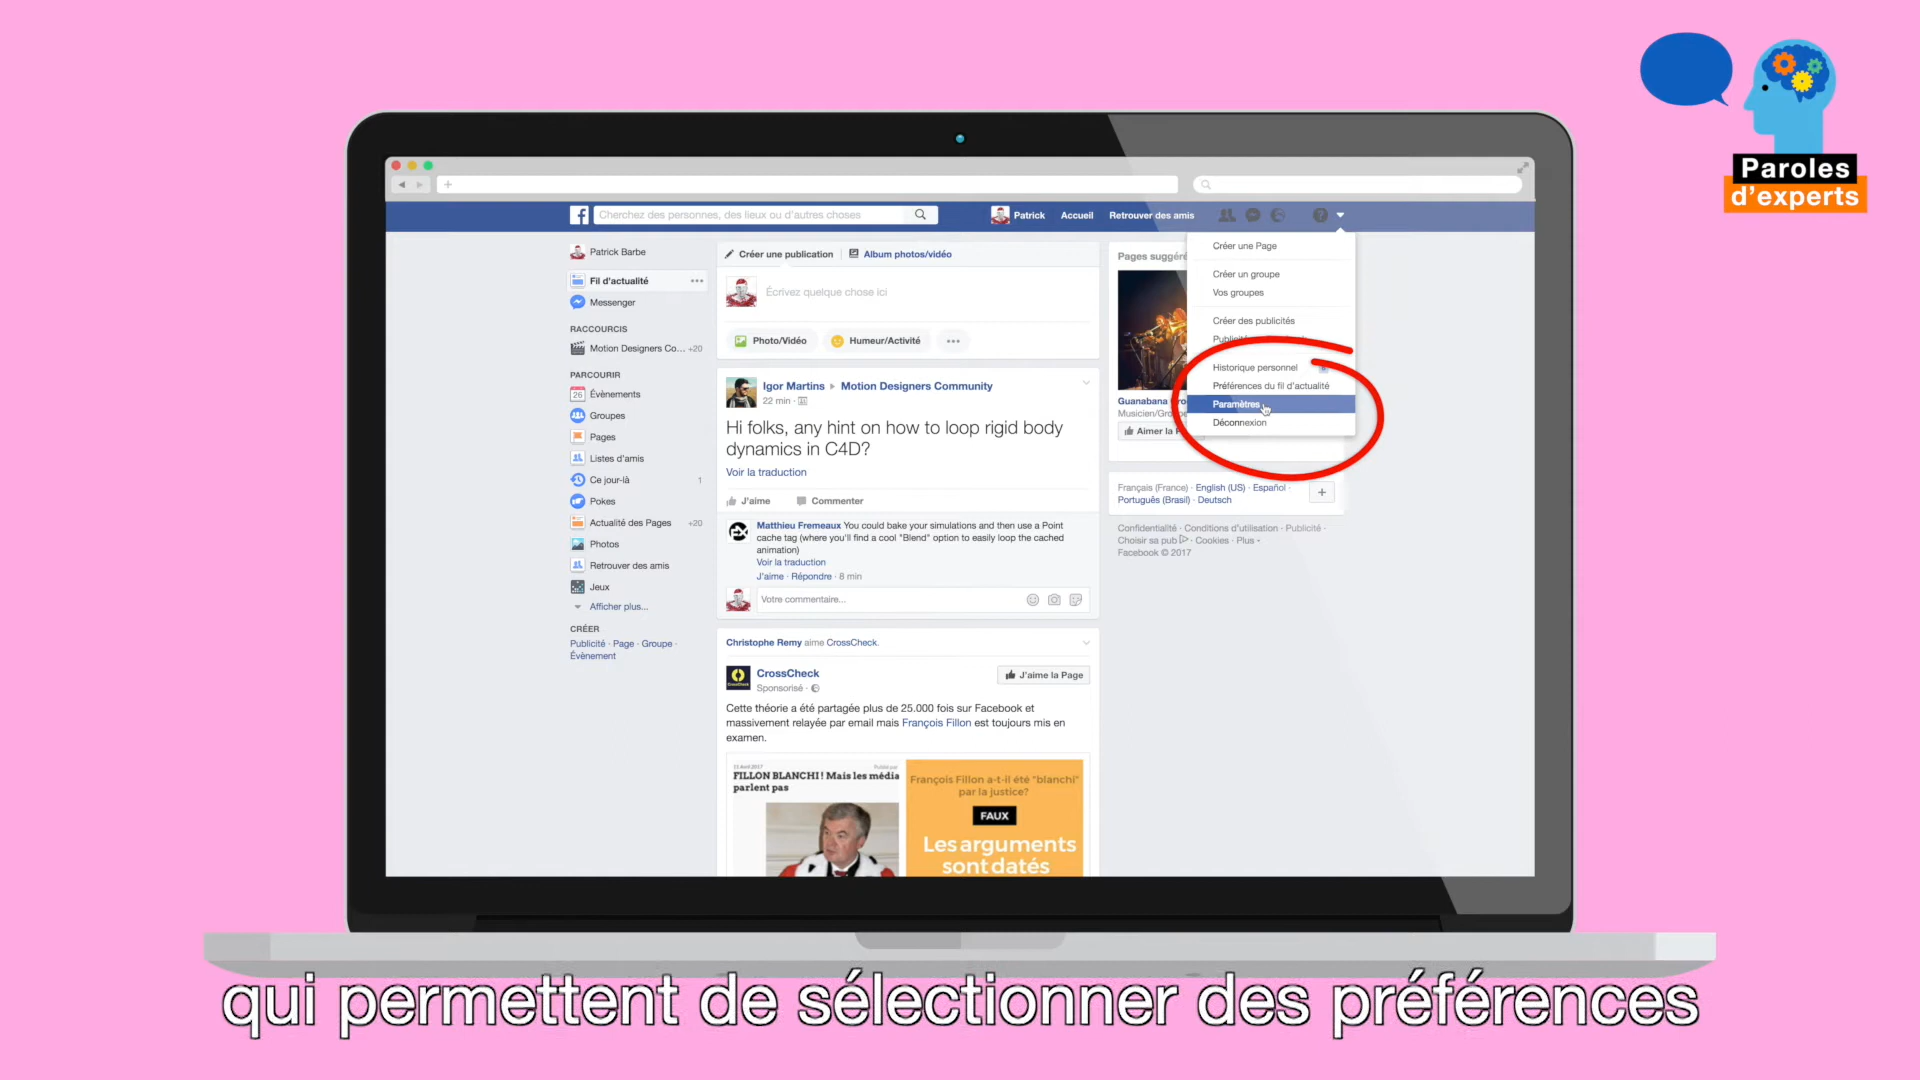 Paroles
d'experts
Cherchez des personnes, des lieux ou d'autres choses
Patrick Accueil Retrouver des amis
Patrick Barbe
Fil d'actualité
Messenger
RACCOURCIS
Motion Designers Co... +20
PARCOURIR
26 Évènements
Groupes
Pages
Listes d'amis
Ce jour-là 1
Pokes
Actualité des Pages +20
Photos
Retrouver des amis
Jeux
Afficher plus...
CRÉER
Publicité · Page · Groupe ·
Évènement
Créer une publication Album photos/vidéo
Écrivez quelque chose ici
Photo/Vidéo Humeur/Activité
Igor Martins Motion Designers Community
22 min ·
Hi folks, any hint on how to loop rigid body
dynamics in C4D?
Voir la traduction
J'aime Commenter
Matthieu Fremeaux You could bake your simulations and then use a Point
cache tag (where you'll find a cool "Blend" option to easily loop the cached
animation)
Voir la traduction
J'aime · Répondre · 8 min
Votre commentaire...
Christophe Remy aime CrossCheck.
CrossCheck
Sponsorisé ·
J'aime la Page
Cette théorie a été partagée plus de 25.000 fois sur Facebook et
massivement relayée par email mais François Fillon est toujours mis en
examen.
FILLON BLANCHI ! Mais les média
parlent pas
François Fillon a-t-il été "blanchi"
par la justice?
FAUX
Les arguments
sont datés
Pages suggéré
Guanabana
Musicien/Groupe
Aimer la
Créer une Page
Créer un groupe
Vos groupes
Créer des publicités
Historique personnel
Préférences du fil d'actualité
Paramètres
Déconnexion
Français (France) · English (US) · Español ·
Português (Brasil) · Deutsch
Confidentialité · Conditions d'utilisation · Publicité ·
Choisir sa pub · Cookies · Plus
Facebook © 2017
qui permettent de sélectionner des préférences